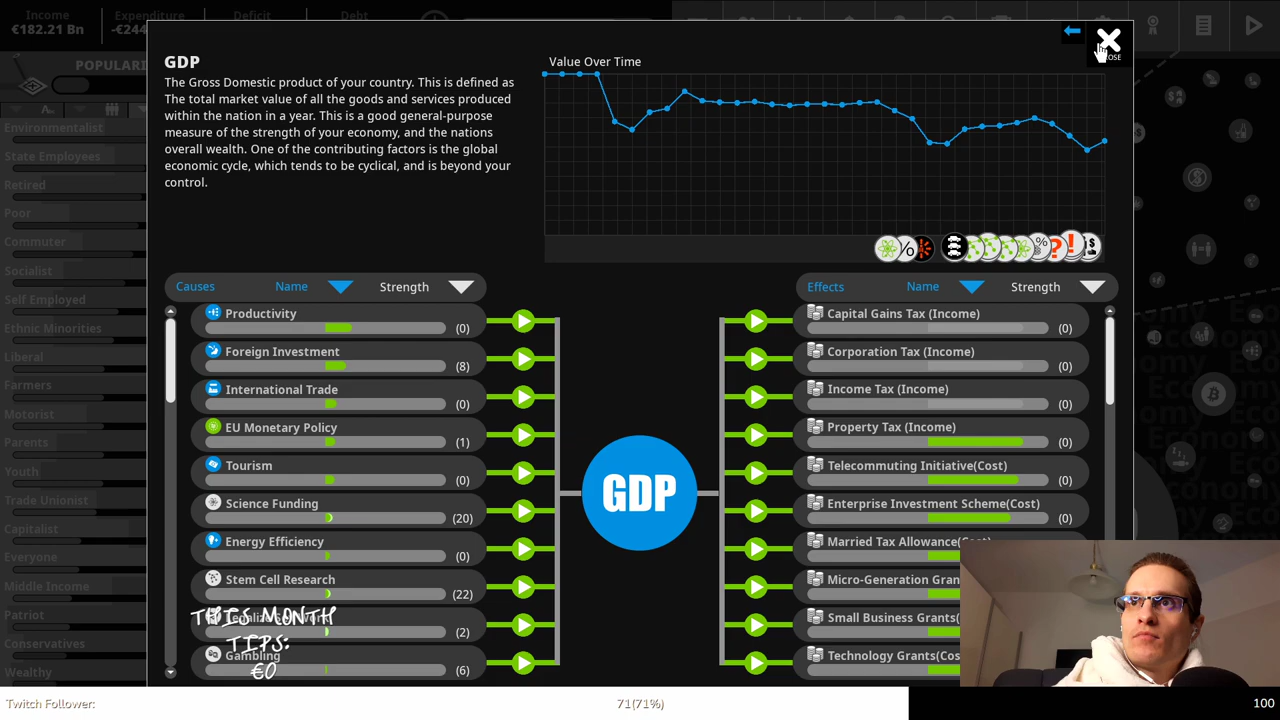 Income
Deficit
Debt
€182.21 Bn
-€244
POPULARI
GDP
The Gross Domestic product of your country. This is defined as
The total market value of all the goods and services produced
within the nation in a year. This is a good general-purpose
measure of the strength of your economy, and the nations
overall wealth. One of the contributing factors is the global
economic cycle, which tends to be cyclical, and is beyond your
control.
Value Over Time
Environmentalist
State Employees
Retired
Poor
Commuter
Socialist
Self Employed
Ethnic Minorities
Liberal
Farmers
Motorist
Parents
Youth
Trade Unionist
Capitalist
Everyone
Middle Income
Patriot
Conservatives
Wealthy
Causes
Name
Strength
Productivity
(0)
Foreign Investment
(8)
International Trade
(0)
EU Monetary Policy
(1)
Tourism
(0)
Science Funding
(20)
Energy Efficiency
(0)
Stem Cell Research
(22)
(2)
Gambling
(6)
THIS MONTH
TIPS:
€0
GDP
Effects
Name
Strength
Capital Gains Tax (Income)
(0)
Corporation Tax (Income)
(0)
Income Tax (Income)
(0)
Property Tax (Income)
(0)
Telecommuting Initiative(Cost)
(0)
Enterprise Investment Scheme(Cost)
(0)
Married Tax Allowance(Cost)
Micro-Generation Gran
Small Business Grants(
Technology Grants(Cos
Twitch Follower:
71(71%)
100